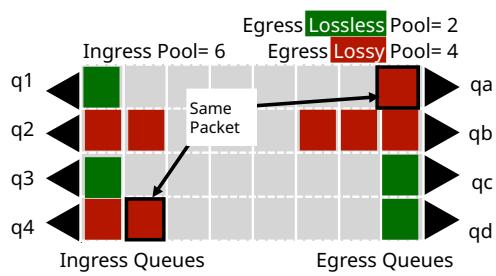 Egress Lossless Pool= 2
Ingress Pool= 6 Egress Lossy Pool= 4
q1 qa
Same
Packet
q2 qb
q3 qc
q4 qd
Ingress Queues Egress Queues